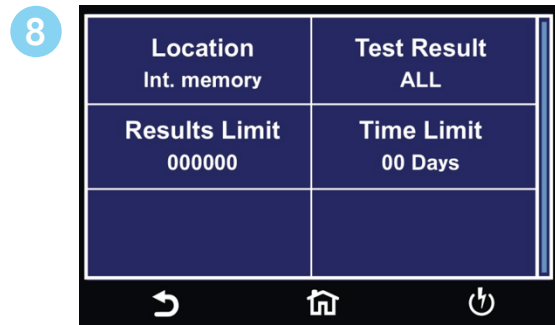 8
Location
Int. memory
Test Result
ALL
Results Limit
000000
Time Limit
00 Days